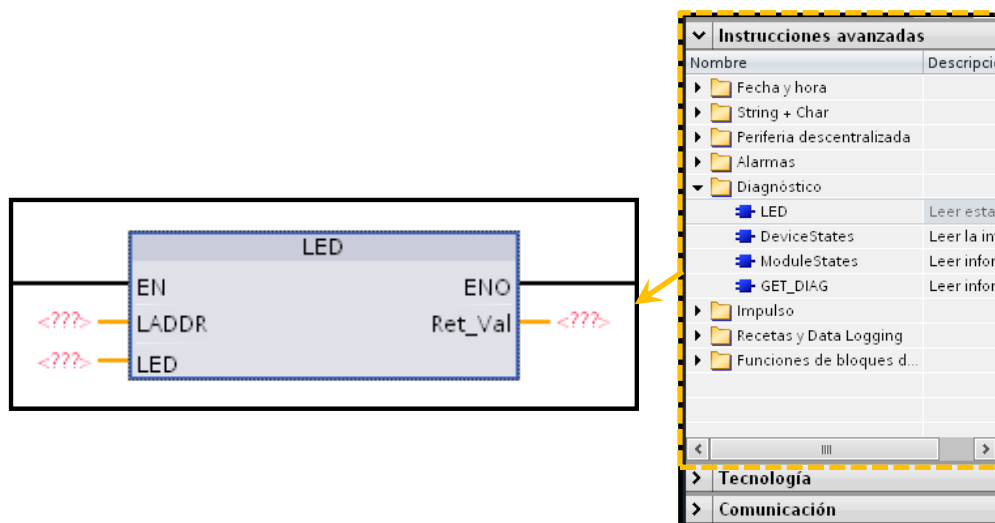 LED
EN ENO
<???> LADDR Ret_Val <???>
<???> LED
Instrucciones avanzadas
Nombre
Fecha y hora
String + Char
Periferia descentralizada
Alarmas
Diagnóstico
LED Leer esta
DeviceStates Leer la in
ModuleStates Leer infor
GET_DIAG Leer infor
Impulso
Recetas y Data Logging
Funciones de bloques d...
Tecnología
Comunicación